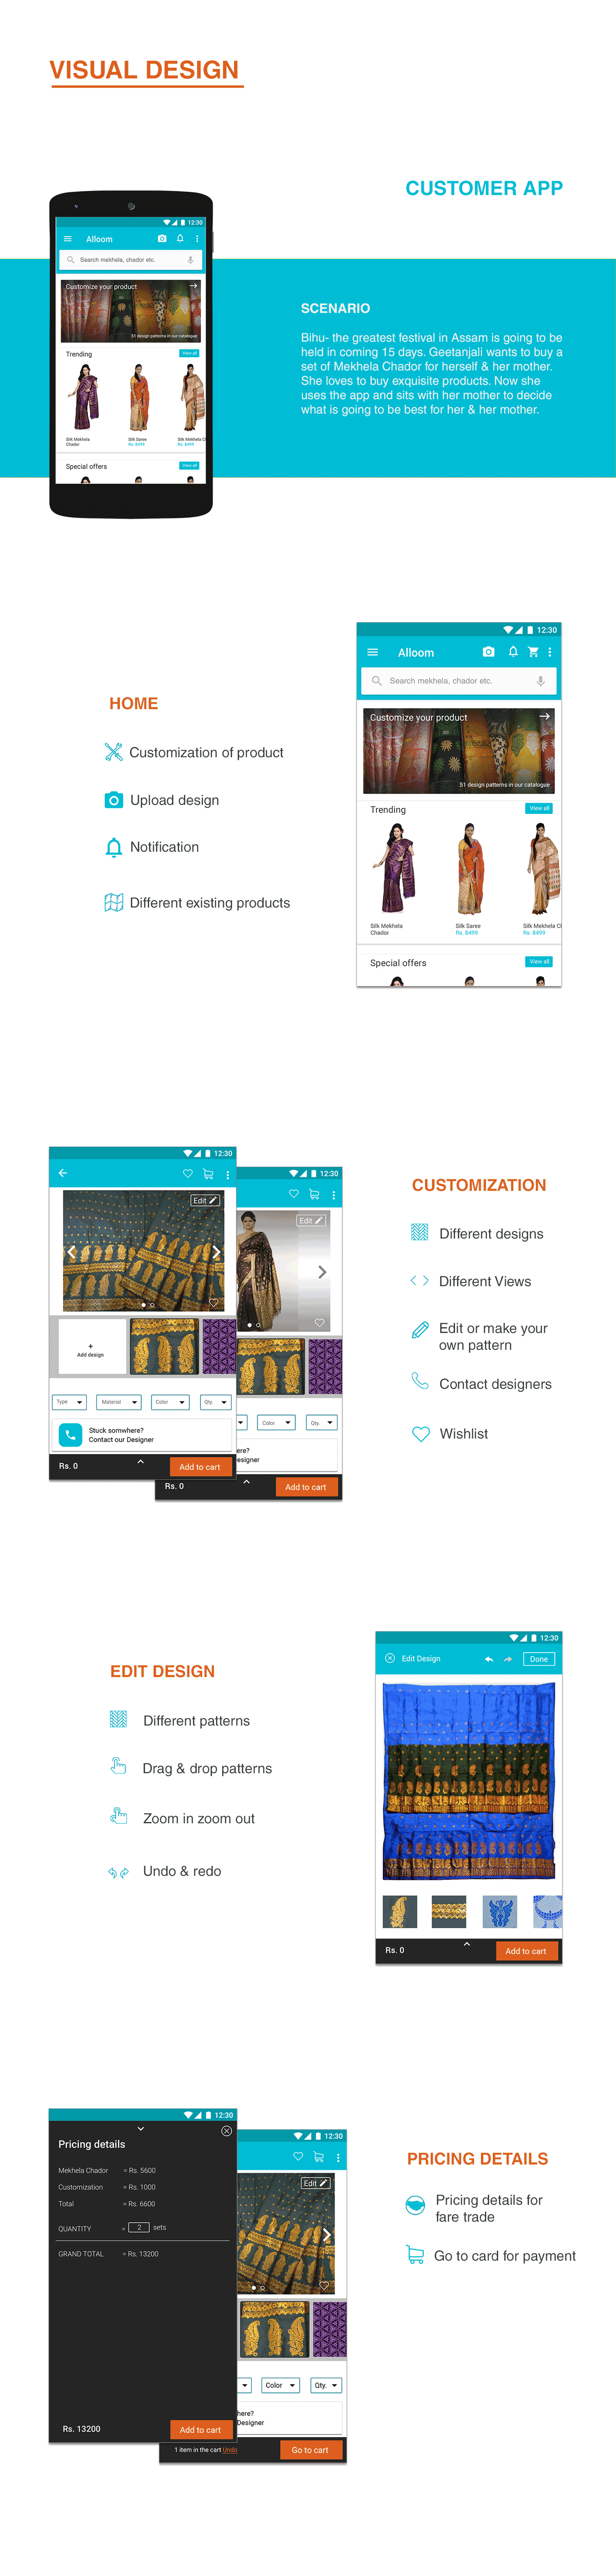 VISUAL DESIGN
CUSTOMER APP
12:30
Alloom
Search mekhela, chador etc.
Customize your product
51 design patterns in our catalogue
Trending
View all
Silk Mekhela
Chador
Silk Saree
Rs. 8499
Silk Mekhela C
Rs. 8499
Special offers
View all
SCENARIO
Bihu- the greatest festival in Assam is going to be
held in coming 15 days. Geetanjali wants to buy a
set of Mekhela Chador for herself & her mother.
She loves to buy exquisite products. Now she
uses the app and sits with her mother to decide
what is going to be best for her & her mother.
HOME
Customization of product
Upload design
Notification
Different existing products
12:30
Alloom
Search mekhela, chador etc.
Customize your product
51 design patterns in our catalogue
Trending
View all
Silk Mekhela
Chador
Silk Saree
Rs. 8499
Silk Mekhela Cl
Rs. 8499
Special offers
View all
12:30
Edit
+
Add design
Type
Material
Color
Qty.
Stuck somwhere?
Contact our Designer
Rs. 0
Add to cart
12:30
Edit
Color
Qty.
ere?
esigner
Rs. 0
Add to cart
CUSTOMIZATION
Different designs
Different Views
Edit or make your
own pattern
Contact designers
Wishlist
EDIT DESIGN
Different patterns
Drag & drop patterns
Zoom in zoom out
Undo & redo
12:30
Edit Design
Done
Rs. 0
Add to cart
12:30
Pricing details
Mekhela Chador = Rs. 5600
Customization = Rs. 1000
Total = Rs. 6600
QUANTITY = 2 sets
GRAND TOTAL = Rs. 13200
Rs. 13200
Add to cart
12:30
Edit
Color
Qty.
here?
Designer
1 item in the cart Undo
Go to cart
PRICING DETAILS
Pricing details for
fare trade
Go to card for payment